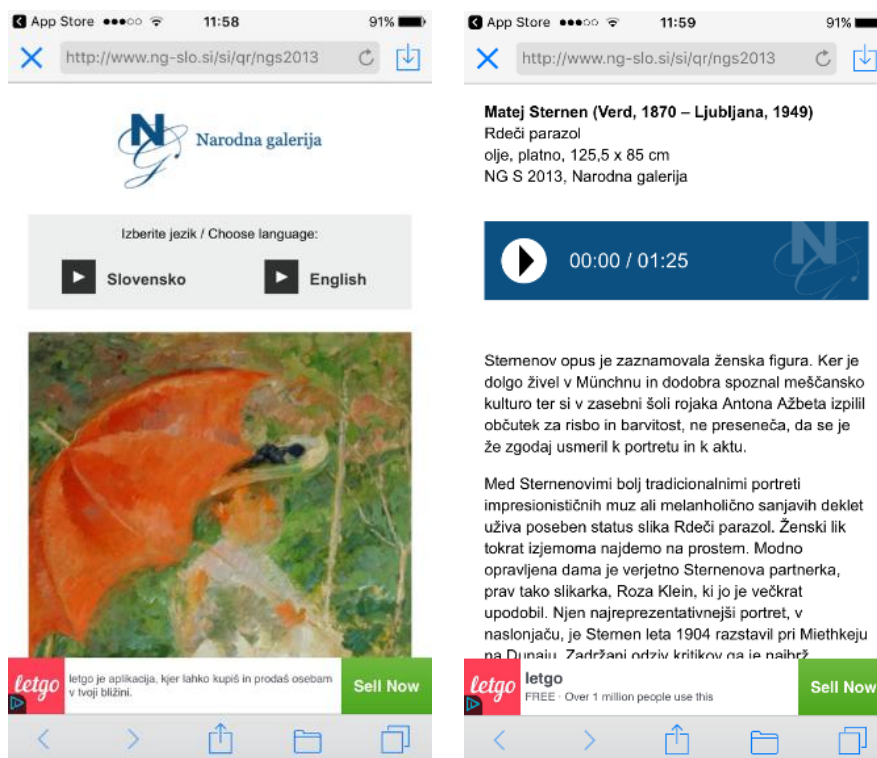 App Store 11:58 91%
http://www.ng-slo.si/si/qr/ngs2013
NG Narodna galerija
Izberite jezik / Choose language:
Slovensko English
letgo
letgo je aplikacija, kjer lahko kupiš in prodaš osebam
v tvoji bližini.
Sell Now
App Store 11:59 91%
http://www.ng-slo.si/si/qr/ngs2013
Matej Sternen (Verd, 1870 – Ljubljana, 1949)
Rdeči parazol
olje, platno, 125,5 x 85 cm
NG S 2013, Narodna galerija
00:00 / 01:25
N
Sternenov opus je zaznamovala ženska figura. Ker je
dolgo živel v Münchnu in dodobra spoznal meščansko
kulturo ter si v zasebni šoli rojaka Antona Ažbeta izpilil
občutek za risbo in barvitost, ne preseneča, da se je
že zgodaj usmeril k portretu in k aktu.
Med Sternenovimi bolj tradicionalnimi portreti
impresionističnih muz ali melanholično sanjavih deklet
uživa poseben status slika Rdeči parazol. Ženski lik
tokrat izjemoma najdemo na prostem. Modno
opravljena dama je verjetno Sternenova partnerka,
prav tako slikarka, Roza Klein, ki jo je večkrat
upodobil. Njen najreprezentativnejši portret, v
naslonjaču, je Sternen leta 1904 razstavil pri Miethkeju
na Dunaju. Zadržani odziv kritikov ga je
letgo
letgo
FREE · Over 1 million people use this
Sell Now